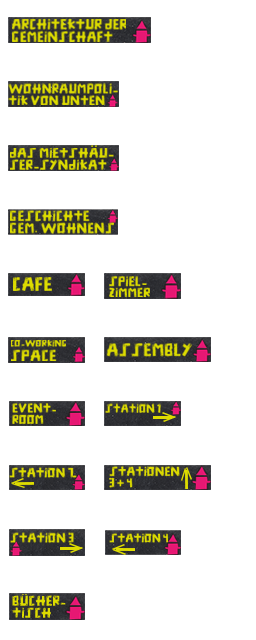 ARCHITEKTUR DER
GEMEINSCHAFT
WOHNRAUMPOLI-
TIK VON UNTEN
DAS MIETSHÄU-
SER-SYNDIKAT
GESCHICHTE
GEM. WOHNENS
CAFE
SPIEL-
ZIMMER
CO-WORKING
SPACE
ASSEMBLY
EVENT-
ROOM
STATION 1
STATION 2
STATIONEN
3+4
STATION 3
STATION 4
BÜCHER-
TISCH